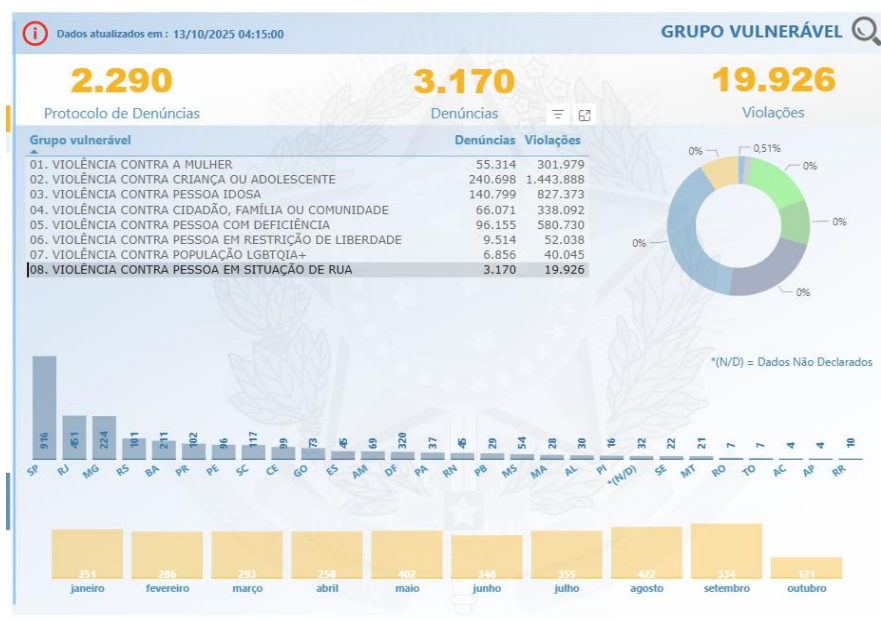 Dados atualizados em : 13/10/2025 04:15:00
GRUPO VULNERÁVEL
2.290
Protocolo de Denúncias
3.170
Denúncias
19.926
Violações
Grupo vulnerável Denúncias Violações
01. VIOLÊNCIA CONTRA A MULHER 55.314 301.979
02. VIOLÊNCIA CONTRA CRIANÇA OU ADOLESCENTE 240.698 1.443.888
03. VIOLÊNCIA CONTRA PESSOA IDOSA 140.799 827.373
04. VIOLÊNCIA CONTRA CIDADÃO, FAMÍLIA OU COMUNIDADE 66.071 338.092
05. VIOLÊNCIA CONTRA PESSOA COM DEFICIÊNCIA 96.155 580.730
06. VIOLÊNCIA CONTRA PESSOA EM RESTRIÇÃO DE LIBERDADE 9.514 52.038
07. VIOLÊNCIA CONTRA POPULAÇÃO LGBTQIA+ 6.856 40.045
08. VIOLÊNCIA CONTRA PESSOA EM SITUAÇÃO DE RUA 3.170 19.926
0% 0,51%
0%
0%
0%
0%
*(N/D) = Dados Não Declarados
916 451 224 101 211 102 96 117 99 73 45 69 320 37 45 29 54 28 30 16 32 22 21 7 7 4 4 10
SP RJ MG RS BA PR PE SC CE GO ES AM DF PA RN PB MS MA AL PI *(N/D) SE MT RO TO AC AP RR
351 286 293 258 402 348 355 422 334 121
janeiro fevereiro março abril maio junho julho agosto setembro outubro